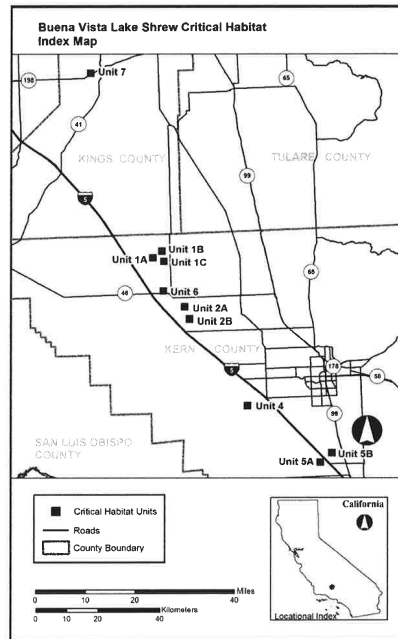 Buena Vista Lake Shrew Critical Habitat
Index Map
Unit 7
198
65
41
KINGS COUNTY
TULARE COUNTY
99
5
Unit 1B
Unit 1A
Unit 1C
65
46
Unit 6
Unit 2A
Unit 2B
KERN COUNTY
5
178
58
Unit 4
99
SAN LUIS OBISPO
COUNTY
Unit 5B
Unit 5A
Critical Habitat Units
Roads
County Boundary
California
Miles
0 10 20 40
Kilometers
0 10 20 40
Locational Index